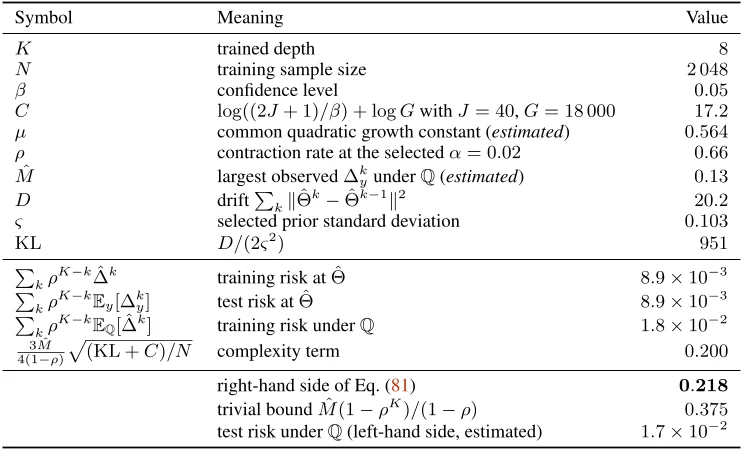 Symbol Meaning Value
K trained depth 8
N training sample size 2 048
β confidence level 0.05
C log((2J + 1)/β) + log G with J = 40, G = 18 000 17.2
μ common quadratic growth constant (estimated) 0.564
ρ contraction rate at the selected α = 0.02 0.66
M̂ largest observed Δ_y^k under ℚ (estimated) 0.13
D drift ∑_k ‖Θ̂^k − Θ̂^{k−1}‖² 20.2
ς selected prior standard deviation 0.103
KL D/(2ς²) 951
∑_k ρ^{K−k} Δ̂^k training risk at Θ̂ 8.9 × 10⁻³
∑_k ρ^{K−k} 𝔼_y[Δ_y^k] test risk at Θ̂ 8.9 × 10⁻³
∑_k ρ^{K−k} 𝔼_ℚ[Δ̂^k] training risk under ℚ 1.8 × 10⁻²
3M̂/4(1−ρ) √((KL + C)/N) complexity term 0.200
right-hand side of Eq. (81) 0.218
trivial bound M̂(1 − ρ^K)/(1 − ρ) 0.375
test risk under ℚ (left-hand side, estimated) 1.7 × 10⁻²